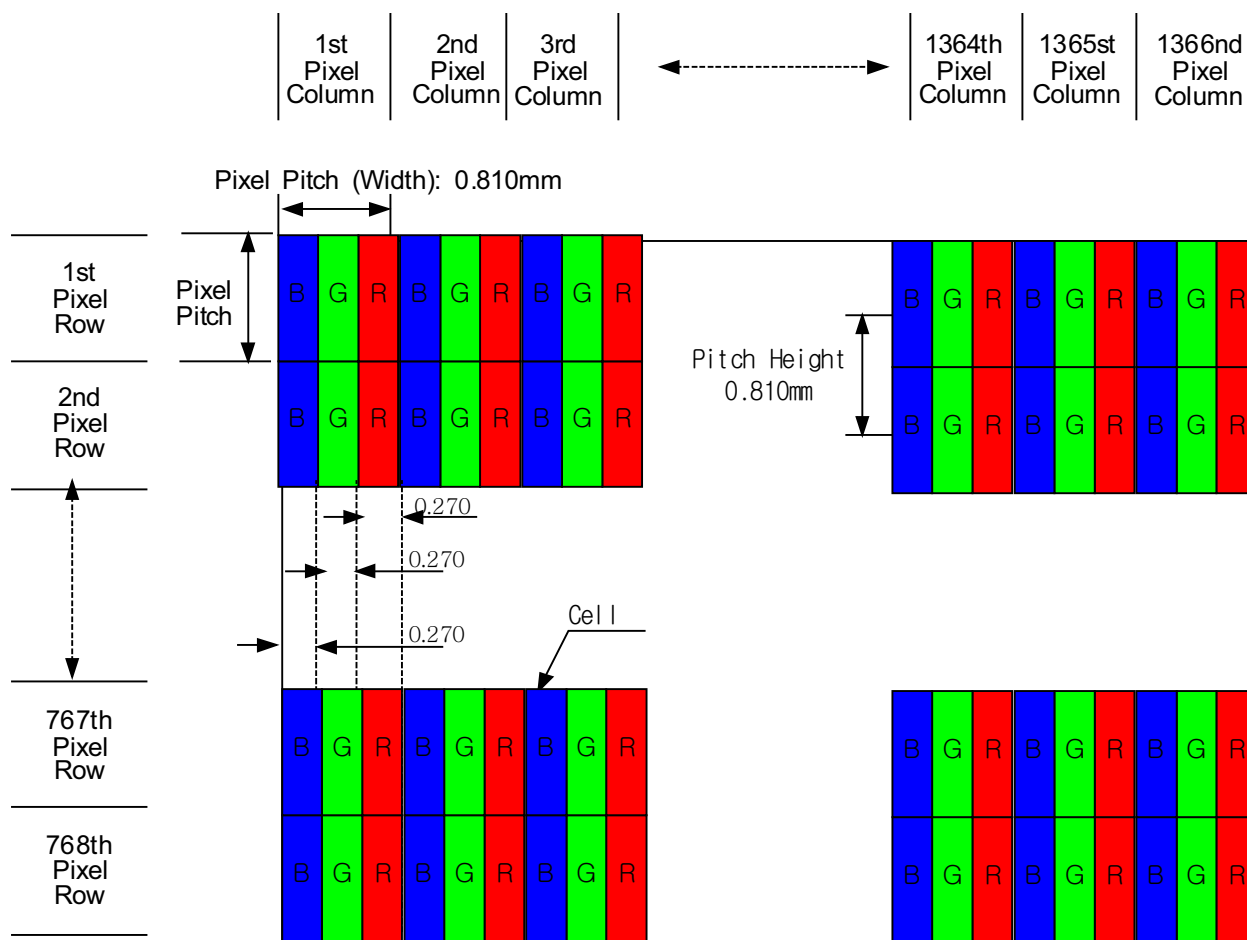 1st
Pixel
Column
2nd
Pixel
Column
3rd
Pixel
Column
1364th
Pixel
Column
1365st
Pixel
Column
1366nd
Pixel
Column
Pixel Pitch (Width): 0.810mm
1st
Pixel
Row
Pixel
Pitch
B G R B G R B G R
B G R B G R B G R
Pitch Height
0.810mm
2nd
Pixel
Row
B G R B G R B G R
B G R B G R B G R
0.270
0.270
0.270
Cell
767th
Pixel
Row
B G R B G R B G R
B G R B G R B G R
768th
Pixel
Row
B G R B G R B G R
B G R B G R B G R